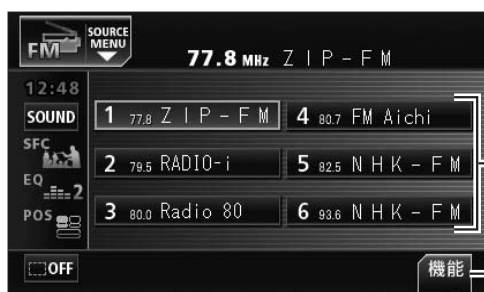 FM SOURCE MENU
77.8 MHz ZIP-FM
12:48
SOUND
SFC
EQ 2
POS
1 77.8 ZIP-FM
2 79.5 RADIO-i
3 80.0 Radio 80
4 80.7 FM Aichi
5 82.5 NHK-FM
6 93.6 NHK-FM
OFF
機能